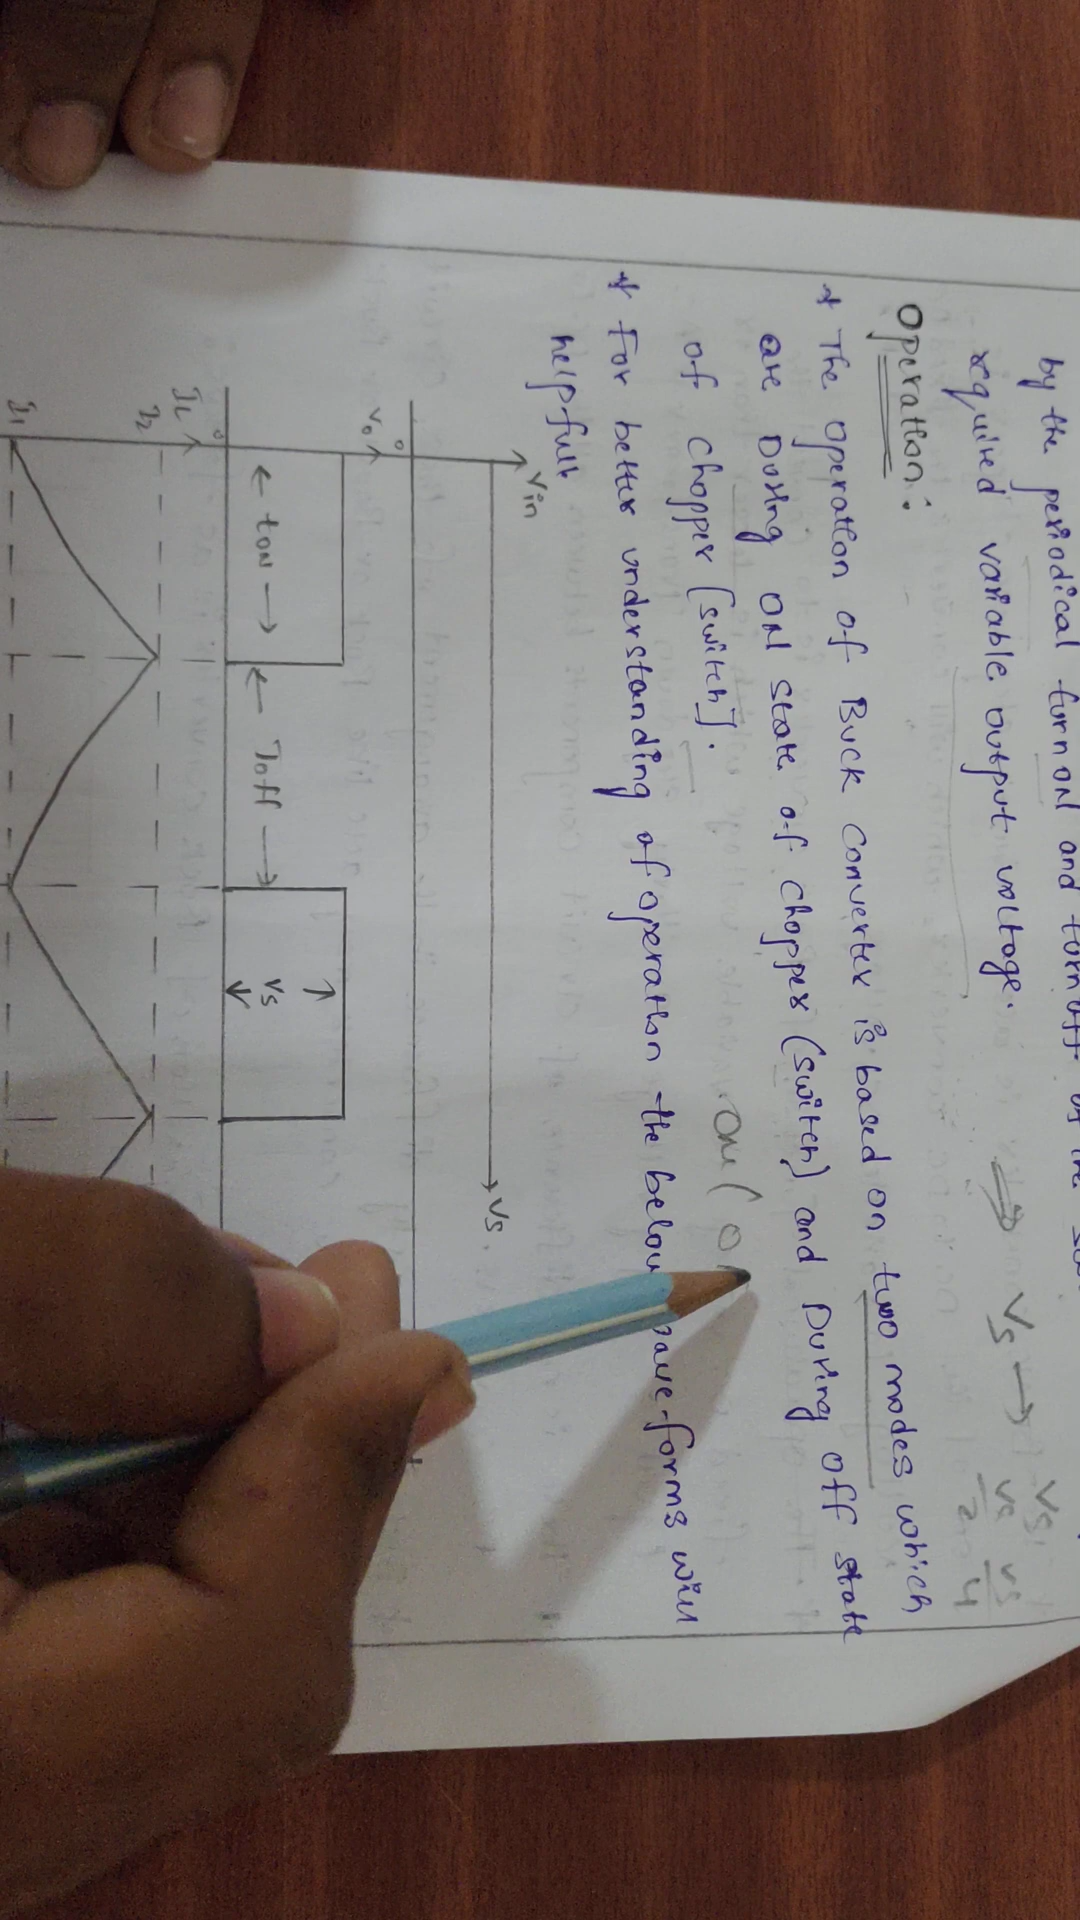 by the periodical turn on and turn off of the
required variable output voltage. Vs → Vs/2 Vs/4
Vs
Operation:
* The operation of Buck converter is based on two modes which
are During ON state of chopper (switch) and During off state
of chopper [switch].
ON (
* For better understanding of operation the below wave-forms will
helpfull
Vin
Vs
Vo
0
← tON → ← Toff →
Vs
0
IL
I2
I1